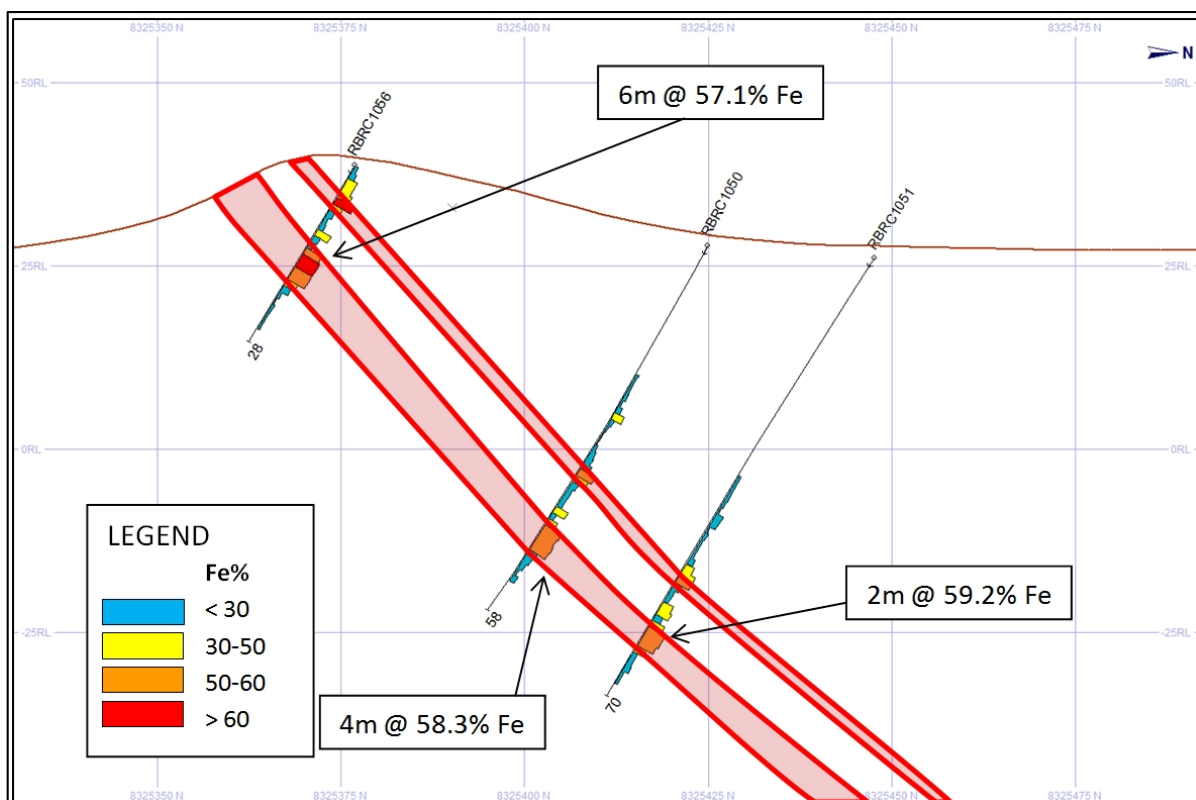 8325350 N
8325375 N
8325400 N
8325425 N
8325450 N
8325475 N
N
50RL
50RL
6m @ 57.1% Fe
RBRC1056
RBRC1050
RBRC1051
25RL
25RL
28
0RL
0RL
LEGEND
Fe%
< 30
30-50
50-60
> 60
58
2m @ 59.2% Fe
-25RL
-25RL
70
4m @ 58.3% Fe
8325350 N
8325375 N
8325400 N
8325425 N
8325450 N
8325475 N